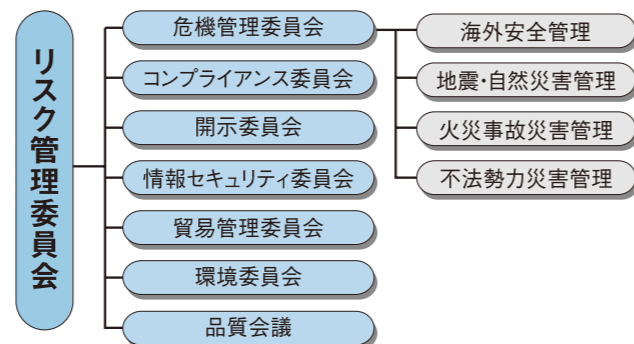 リスク管理委員会
危機管理委員会
コンプライアンス委員会
開示委員会
情報セキュリティ委員会
貿易管理委員会
環境委員会
品質会議
海外安全管理
地震・自然災害管理
火災事故災害管理
不法勢力災害管理